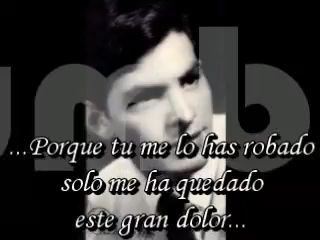 ...Porque tu me lo has robado
solo me ha quedado
este gran dolor...